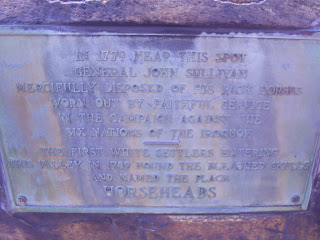 IN 1779 NEAR THIS SPOT
GENERAL JOHN SULLIVAN
MERCIFULLY DISPOSED OF HIS PACK HORSES
WORN OUT BY FAITHFUL SERVICE
IN THE CAMPAIGN AGAINST THE
SIX NATIONS OF THE IROQUOIS
THE FIRST WHITE SETTLERS ENTERING
THIS VALLEY IN 1789 FOUND THE BLEACHED SKULLS
AND NAMED THE PLACE
HORSEHEADS